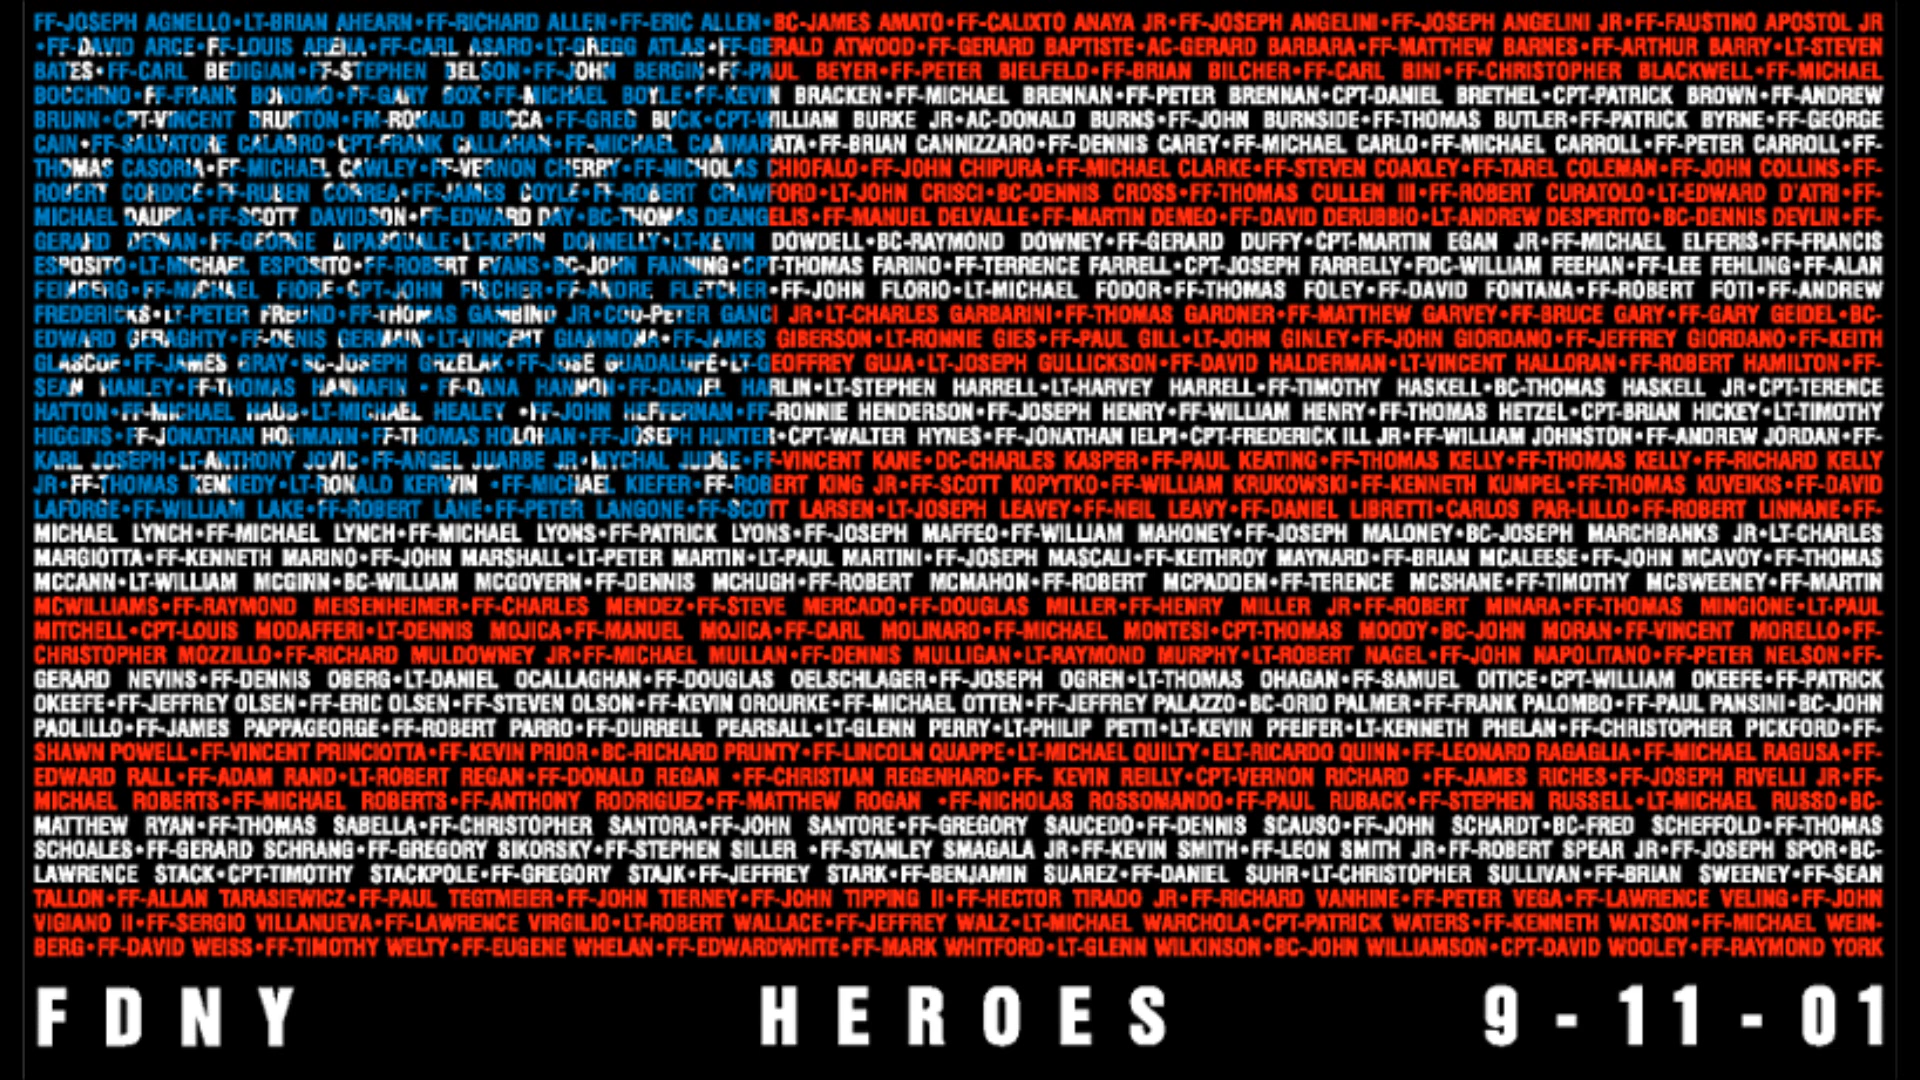 FF-JOSEPH AGNELLO•LT-BRIAN AHEARN•FF-RICHARD ALLEN•FF-ERIC ALLEN•BC-JAMES AMATO•FF-CALIXTO ANAYA JR•FF-JOSEPH ANGELINI•FF-JOSEPH ANGELINI JR•FF-FAUSTINO APOSTOL JR
•FF-DAVID ARCE•FF-LOUIS ARENA•FF-CARL ASARO•LT-GREGG ATLAS•FF-GERALD ATWOOD•FF-GERARD BAPTISTE•AC-GERARD BARBARA•FF-MATTHEW BARNES•FF-ARTHUR BARRY•LT-STEVEN
BATES•FF-CARL BEDIGIAN•FF-STEPHEN BELSON•FF-JOHN BERGIN•FF-PAUL BEYER•FF-PETER BIELFELD•FF-BRIAN BILCHER•FF-CARL BINI•FF-CHRISTOPHER BLACKWELL•FF-MICHAEL
BOCCHINO•FF-FRANK BONOMO•FF-GARY BOX•FF-MICHAEL BOYLE•FF-KEVIN BRACKEN•FF-MICHAEL BRENNAN•FF-PETER BRENNAN•CPT-DANIEL BRETHEL•CPT-PATRICK BROWN•FF-ANDREW
BRUNN•CPT-VINCENT BRUNTON•FM-RONALD BUCCA•FF-GREG BUCK•CPT-WILLIAM BURKE JR•AC-DONALD BURNS•FF-JOHN BURNSIDE•FF-THOMAS BUTLER•FF-PATRICK BYRNE•FF-GEORGE
CAIN•FF-SALVATORE CALABRO•CPT-FRANK CALLAHAN•FF-MICHAEL CAMMARATA•FF-BRIAN CANNIZZARO•FF-DENNIS CAREY•FF-MICHAEL CARLO•FF-MICHAEL CARROLL•FF-PETER CARROLL•FF-
THOMAS CASORIA•FF-MICHAEL CAWLEY•FF-VERNON CHERRY•FF-NICHOLAS CHIOFALO•FF-JOHN CHIPURA•FF-MICHAEL CLARKE•FF-STEVEN COAKLEY•FF-TAREL COLEMAN•FF-JOHN COLLINS•FF-
ROBERT CORDICE•FF-RUBEN CORREA•FF-JAMES COYLE•FF-ROBERT CRAWFORD•LT-JOHN CRISCI•BC-DENNIS CROSS•FF-THOMAS CULLEN III•FF-ROBERT CURATOLO•LT-EDWARD D'ATRI•FF-
MICHAEL DAURIA•FF-SCOTT DAVIDSON•FF-EDWARD DAY•BC-THOMAS DEANGELIS•FF-MANUEL DELVALLE•FF-MARTIN DEMEO•FF-DAVID DERUBBIO•LT-ANDREW DESPERITO•BC-DENNIS DEVLIN•FF-
GERARD DEWAN•FF-GEORGE DIPASQUALE•LT-KEVIN DONNELLY•LT-KEVIN DOWDELL•BC-RAYMOND DOWNEY•FF-GERARD DUFFY•CPT-MARTIN EGAN JR•FF-MICHAEL ELFERIS•FF-FRANCIS
ESPOSITO•LT-MICHAEL ESPOSITO•FF-ROBERT EVANS•BC-JOHN FANNING•CPT-THOMAS FARINO•FF-TERRENCE FARRELL•CPT-JOSEPH FARRELLY•FDC-WILLIAM FEEHAN•FF-LEE FEHLING•FF-ALAN
FEINBERG•FF-MICHAEL FIORE•CPT-JOHN FISCHER•FF-ANDRE FLETCHER•FF-JOHN FLORIO•LT-MICHAEL FODOR•FF-THOMAS FOLEY•FF-DAVID FONTANA•FF-ROBERT FOTI•FF-ANDREW
FREDERICKS•LT-PETER FREUND•FF-THOMAS GAMBINO JR•COD-PETER GANCI JR•LT-CHARLES GARBARINI•FF-THOMAS GARDNER•FF-MATTHEW GARVEY•FF-BRUCE GARY•FF-GARY GEIDEL•BC-
EDWARD GERAGHTY•FF-DENIS GERMAIN•LT-VINCENT GIAMMONA•FF-JAMES GIBERSON•LT-RONNIE GIES•FF-PAUL GILL•LT-JOHN GINLEY•FF-JOHN GIORDANO•FF-JEFFREY GIORDANO•FF-KEITH
GLASCOE•FF-JAMES GRAY•BC-JOSEPH GRZELAK•FF-JOSE GUADALUPE•LT-GEOFFREY GUJA•LT-JOSEPH GULLICKSON•FF-DAVID HALDERMAN•LT-VINCENT HALLORAN•FF-ROBERT HAMILTON•FF-
SEAN HANLEY•FF-THOMAS HANNAFIN • FF-DANA HANNON•FF-DANIEL HARLIN•LT-STEPHEN HARRELL•LT-HARVEY HARRELL•FF-TIMOTHY HASKELL•BC-THOMAS HASKELL JR•CPT-TERENCE
HATTON•FF-MICHAEL HAUB•LT-MICHAEL HEALEY •FF-JOHN HEFFERNAN•FF-RONNIE HENDERSON•FF-JOSEPH HENRY•FF-WILLIAM HENRY•FF-THOMAS HETZEL•CPT-BRIAN HICKEY•LT-TIMOTHY
HIGGINS•FF-JONATHAN HOHMANN•FF-THOMAS HOLOHAN•FF-JOSEPH HUNTER•CPT-WALTER HYNES•FF-JONATHAN IELPI•CPT-FREDERICK ILL JR•FF-WILLIAM JOHNSTON•FF-ANDREW JORDAN•FF-
KARL JOSEPH•LT-ANTHONY JOVIC•FF-ANGEL JUARBE JR•MYCHAL JUDGE•FF-VINCENT KANE•DC-CHARLES KASPER•FF-PAUL KEATING•FF-THOMAS KELLY•FF-THOMAS KELLY•FF-RICHARD KELLY
JR•FF-THOMAS KENNEDY•LT-RONALD KERWIN •FF-MICHAEL KIEFER•FF-ROBERT KING JR•FF-SCOTT KOPYTKO•FF-WILLIAM KRUKOWSKI•FF-KENNETH KUMPEL•FF-THOMAS KUVEIKIS•FF-DAVID
LAFORGE•FF-WILLIAM LAKE•FF-ROBERT LANE•FF-PETER LANGONE•FF-SCOTT LARSEN•LT-JOSEPH LEAVEY•FF-NEIL LEAVY•FF-DANIEL LIBRETTI•CARLOS PAR-LILLO•FF-ROBERT LINNANE•FF-
MICHAEL LYNCH•FF-MICHAEL LYNCH•FF-MICHAEL LYONS•FF-PATRICK LYONS•FF-JOSEPH MAFFEO•FF-WILLIAM MAHONEY•FF-JOSEPH MALONEY•BC-JOSEPH MARCHBANKS JR•LT-CHARLES
MARGIOTTA•FF-KENNETH MARINO•FF-JOHN MARSHALL•LT-PETER MARTIN•LT-PAUL MARTINI•FF-JOSEPH MASCALI•FF-KEITHROY MAYNARD•FF-BRIAN MCALEESE•FF-JOHN MCAVOY•FF-THOMAS
MCCANN•LT-WILLIAM MCGINN•BC-WILLIAM MCGOVERN•FF-DENNIS MCHUGH•FF-ROBERT MCMAHON•FF-ROBERT MCPADDEN•FF-TERENCE MCSHANE•FF-TIMOTHY MCSWEENEY•FF-MARTIN
MCWILLIAMS•FF-RAYMOND MEISENHEIMER•FF-CHARLES MENDEZ•FF-STEVE MERCADO•FF-DOUGLAS MILLER•FF-HENRY MILLER JR•FF-ROBERT MINARA•FF-THOMAS MINGIONE•LT-PAUL
MITCHELL•CPT-LOUIS MODAFFERI•LT-DENNIS MOJICA•FF-MANUEL MOJICA•FF-CARL MOLINARO•FF-MICHAEL MONTESI•CPT-THOMAS MOODY•BC-JOHN MORAN•FF-VINCENT MORELLO•FF-
CHRISTOPHER MOZZILLO•FF-RICHARD MULDOWNEY JR•FF-MICHAEL MULLAN•FF-DENNIS MULLIGAN•LT-RAYMOND MURPHY•LT-ROBERT NAGEL•FF-JOHN NAPOLITANO•FF-PETER NELSON•FF-
GERARD NEVINS•FF-DENNIS OBERG•LT-DANIEL OCALLAGHAN•FF-DOUGLAS OELSCHLAGER•FF-JOSEPH OGREN•LT-THOMAS OHAGAN•FF-SAMUEL OITICE•CPT-WILLIAM OKEEFE•FF-PATRICK
OKEEFE•FF-JEFFREY OLSEN•FF-ERIC OLSEN•FF-STEVEN OLSON•FF-KEVIN OROURKE•FF-MICHAEL OTTEN•FF-JEFFREY PALAZZO•BC-ORIO PALMER•FF-FRANK PALOMBO•FF-PAUL PANSINI•BC-JOHN
PAOLILLO•FF-JAMES PAPPAGEORGE•FF-ROBERT PARRO•FF-DURRELL PEARSALL•LT-GLENN PERRY•LT-PHILIP PETTI•LT-KEVIN PFEIFER•LT-KENNETH PHELAN•FF-CHRISTOPHER PICKFORD•FF-
SHAWN POWELL•FF-VINCENT PRINCIOTTA•FF-KEVIN PRIOR•BC-RICHARD PRUNTY•FF-LINCOLN QUAPPE•LT-MICHAEL QUILTY•ELT-RICARDO QUINN•FF-LEONARD RAGAGLIA•FF-MICHAEL RAGUSA•FF-
EDWARD RALL•FF-ADAM RAND•LT-ROBERT REGAN•FF-DONALD REGAN •FF-CHRISTIAN REGENHARD•FF- KEVIN REILLY•CPT-VERNON RICHARD •FF-JAMES RICHES•FF-JOSEPH RIVELLI JR•FF-
MICHAEL ROBERTS•FF-MICHAEL ROBERTS•FF-ANTHONY RODRIGUEZ•FF-MATTHEW ROGAN •FF-NICHOLAS ROSSOMANDO•FF-PAUL RUBACK•FF-STEPHEN RUSSELL•LT-MICHAEL RUSSO•BC-
MATTHEW RYAN•FF-THOMAS SABELLA•FF-CHRISTOPHER SANTORA•FF-JOHN SANTORE•FF-GREGORY SAUCEDO•FF-DENNIS SCAUSO•FF-JOHN SCHARDT•BC-FRED SCHEFFOLD•FF-THOMAS
SCHOALES•FF-GERARD SCHRANG•FF-GREGORY SIKORSKY•FF-STEPHEN SILLER •FF-STANLEY SMAGALA JR•FF-KEVIN SMITH•FF-LEON SMITH JR•FF-ROBERT SPEAR JR•FF-JOSEPH SPOR•BC-
LAWRENCE STACK•CPT-TIMOTHY STACKPOLE•FF-GREGORY STAJK•FF-JEFFREY STARK•FF-BENJAMIN SUAREZ•FF-DANIEL SUHR•LT-CHRISTOPHER SULLIVAN•FF-BRIAN SWEENEY•FF-SEAN
TALLON•FF-ALLAN TARASIEWICZ•FF-PAUL TEGTMEIER•FF-JOHN TIERNEY•FF-JOHN TIPPING II•FF-HECTOR TIRADO JR•FF-RICHARD VANHINE•FF-PETER VEGA•FF-LAWRENCE VELING•FF-JOHN
VIGIANO II•FF-SERGIO VILLANUEVA•FF-LAWRENCE VIRGILIO•LT-ROBERT WALLACE•FF-JEFFREY WALZ•LT-MICHAEL WARCHOLA•CPT-PATRICK WATERS•FF-KENNETH WATSON•FF-MICHAEL WEIN-
BERG•FF-DAVID WEISS•FF-TIMOTHY WELTY•FF-EUGENE WHELAN•FF-EDWARDWHITE•FF-MARK WHITFORD•LT-GLENN WILKINSON•BC-JOHN WILLIAMSON•CPT-DAVID WOOLEY•FF-RAYMOND YORK
FDNY HEROES 9-11-01